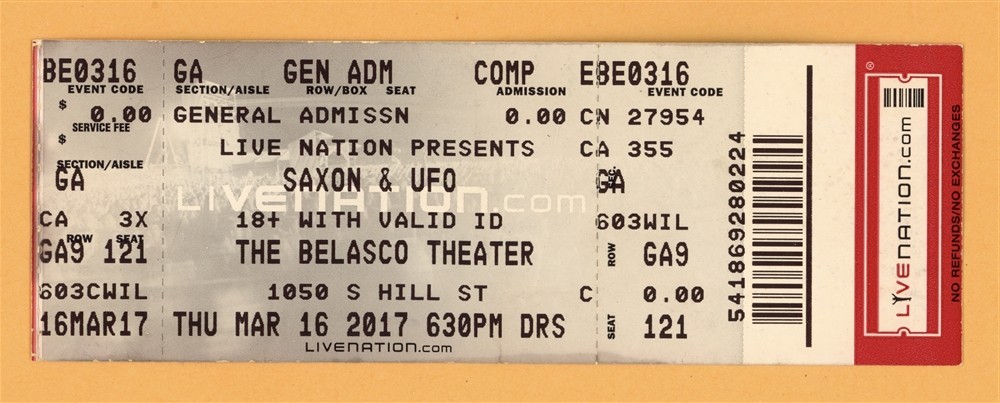 BE0316 GA GEN ADM COMP EBE0316
EVENT CODE SECTION/AISLE ROW/BOX SEAT ADMISSION EVENT CODE
$ 0.00 GENERAL ADMISSN 0.00 CN 27954
SERVICE FEE
$ LIVE NATION PRESENTS CA 355
SECTION/AISLE
GA SAXON & UFO SEC. GA
LIVENATION.com
CA 3X 18+ WITH VALID ID 603WIL
ROW SEAT
GA9 121 THE BELASCO THEATER ROW GA9
603CWIL 1050 S HILL ST C 0.00
16MAR17 THU MAR 16 2017 630PM DRS SEAT 121
LIVENATION.com
541869280224
® LIVENATION.com
NO REFUNDS/NO EXCHANGES